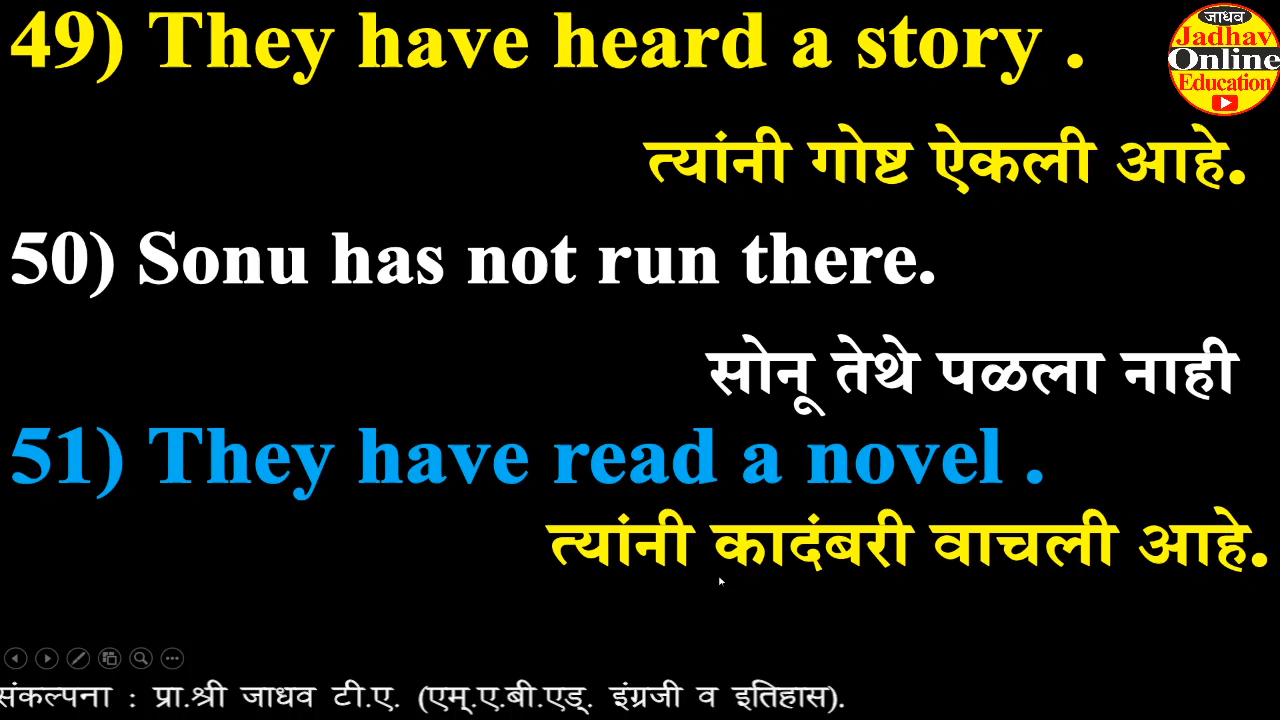 49) They have heard a story .
जाधव
Jadhav
Online
Education
त्यांनी गोष्ट ऐकली आहे.
50) Sonu has not run there.
सोनू तेथे पळला नाही
51) They have read a novel .
त्यांनी कादंबरी वाचली आहे.
संकल्पना : प्रा.श्री जाधव टी.ए. (एम्.ए.बी.एड्. इंग्रजी व इतिहास).